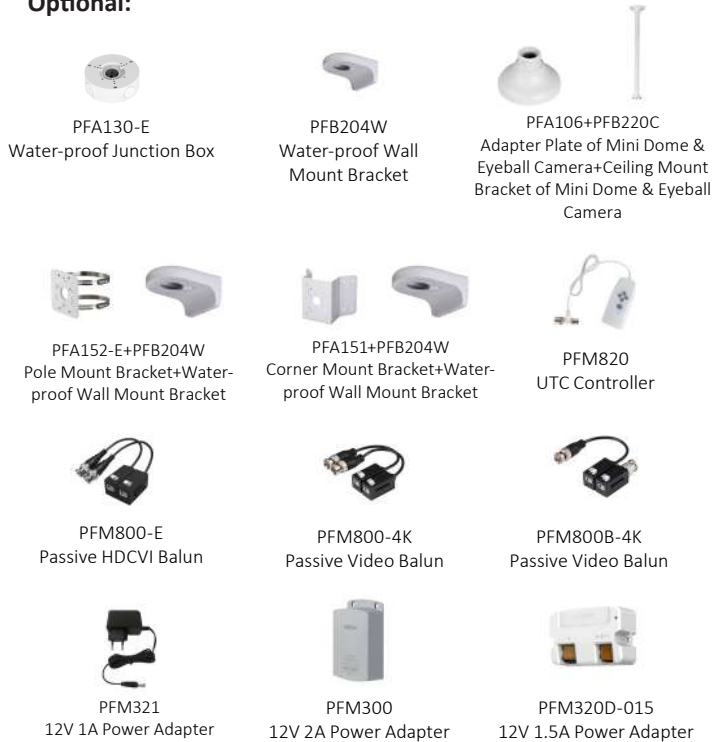 Optional:
PFA130-E
Water-proof Junction Box
PFB204W
Water-proof Wall
Mount Bracket
PFA106+PFB220C
Adapter Plate of Mini Dome &
Eyeball Camera+Ceiling Mount
Bracket of Mini Dome & Eyeball
Camera
PFA152-E+PFB204W
Pole Mount Bracket+Water-
proof Wall Mount Bracket
PFA151+PFB204W
Corner Mount Bracket+Water-
proof Wall Mount Bracket
PFM820
UTC Controller
PFM800-E
Passive HDCVI Balun
PFM800-4K
Passive Video Balun
PFM800B-4K
Passive Video Balun
PFM321
12V 1A Power Adapter
PFM300
12V 2A Power Adapter
PFM320D-015
12V 1.5A Power Adapter